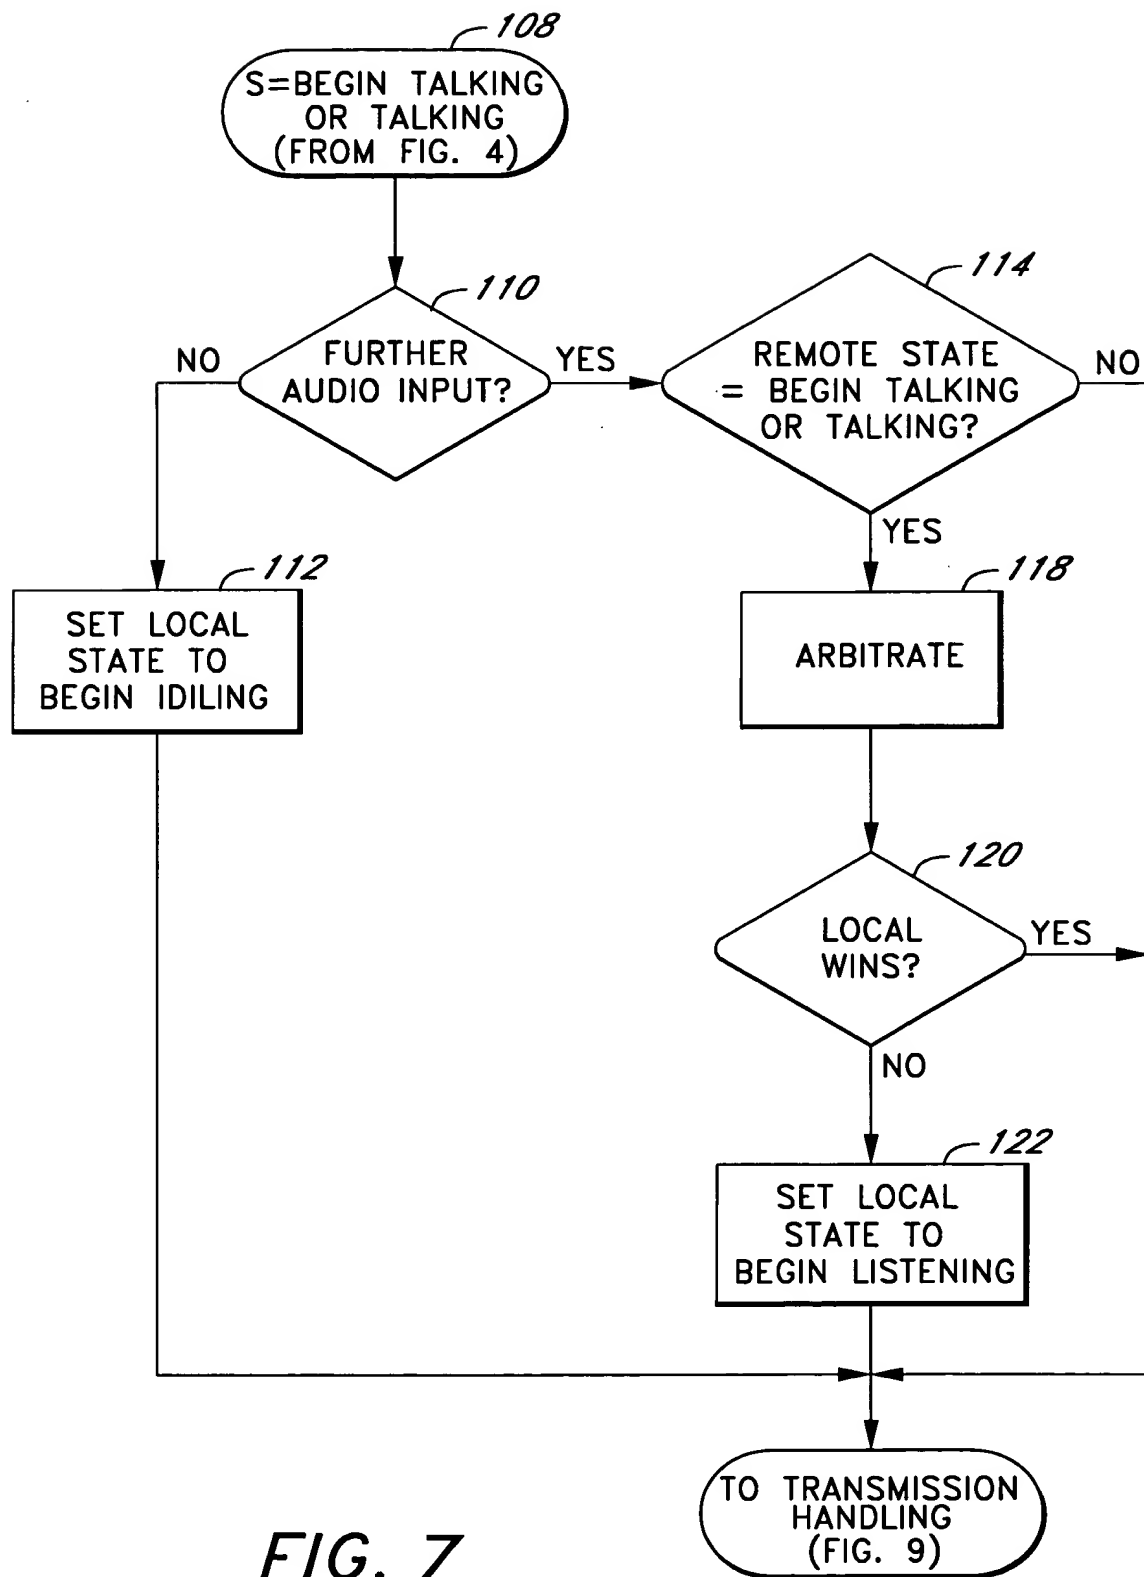 108
S=BEGIN TALKING
OR TALKING
(FROM FIG. 4)
110
FURTHER
AUDIO INPUT?
NO
YES
114
REMOTE STATE
= BEGIN TALKING
OR TALKING?
NO
YES
112
SET LOCAL
STATE TO
BEGIN IDILING
118
ARBITRATE
120
LOCAL
WINS?
YES
NO
122
SET LOCAL
STATE TO
BEGIN LISTENING
TO TRANSMISSION
HANDLING
(FIG. 9)
FIG. 7